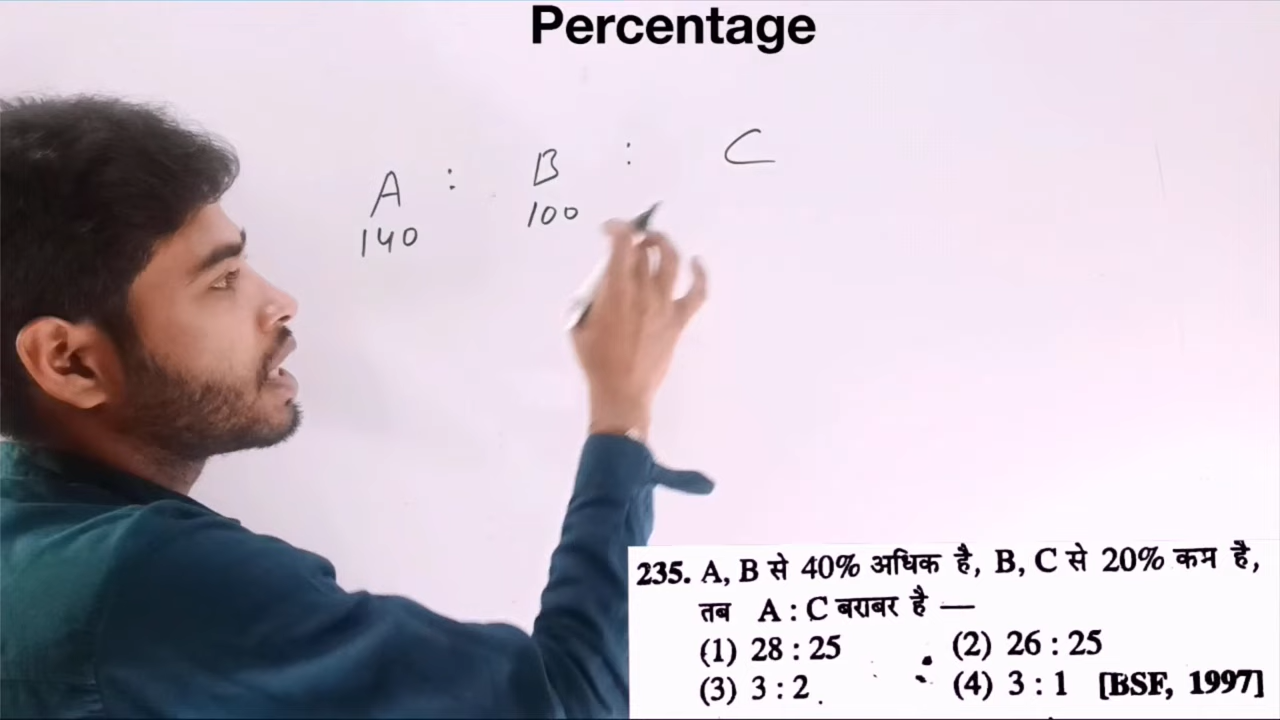 Percentage
A : B : C
140 100
235. A, B से 40% अधिक है, B, C से 20% कम है,
तब A : C बराबर है —
(1) 28 : 25 (2) 26 : 25
(3) 3 : 2 (4) 3 : 1 [BSF, 1997]